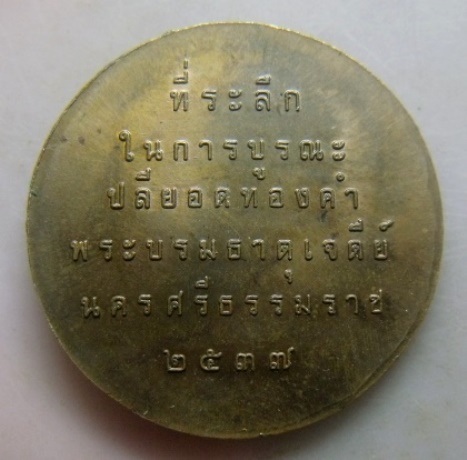 ที่ระลึก
ในการบูรณะ
ปลียอดทองคำ
พระบรมธาตุเจดีย์
นครศรีธรรมราช
๒๕๓๗